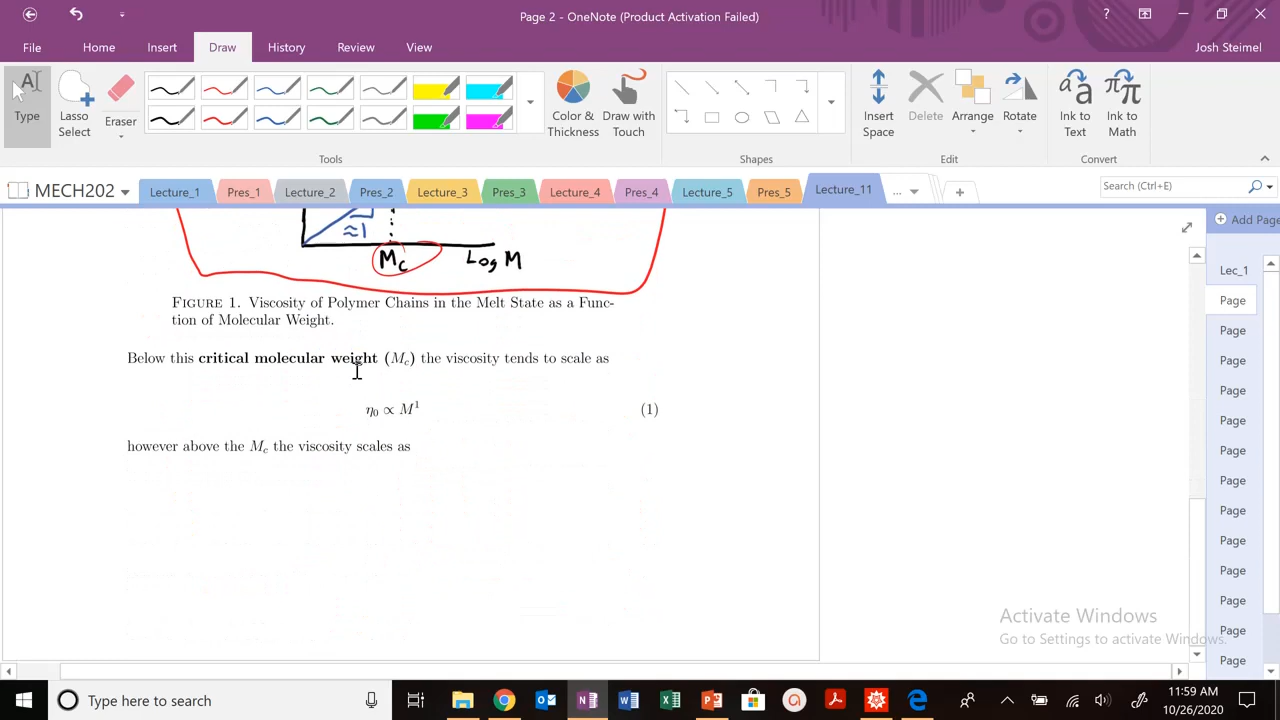 Page 2 - OneNote (Product Activation Failed)
?
File
Home
Insert
Draw
History
Review
View
Josh Steimel
Type
Lasso Select
Eraser
Color & Thickness
Draw with Touch
Insert Space
Delete
Arrange
Rotate
Ink to Text
Ink to Math
Tools
Shapes
Edit
Convert
MECH202
Lecture_1
Pres_1
Lecture_2
Pres_2
Lecture_3
Pres_3
Lecture_4
Pres_4
Lecture_5
Pres_5
Lecture_11
...
Search (Ctrl+E)
Add Page
Lec_1
Page
Page
Page
Page
Page
Page
Page
Page
Page
Page
Page
Page
Page
≈1
Mc
Log M
FIGURE 1. Viscosity of Polymer Chains in the Melt State as a Func-
tion of Molecular Weight.
Below this critical molecular weight (Mc) the viscosity tends to scale as
η0 ∝ M^1 (1)
however above the Mc the viscosity scales as
Activate Windows
Go to Settings to activate Windows.
Type here to search
11:59 AM
10/26/2020